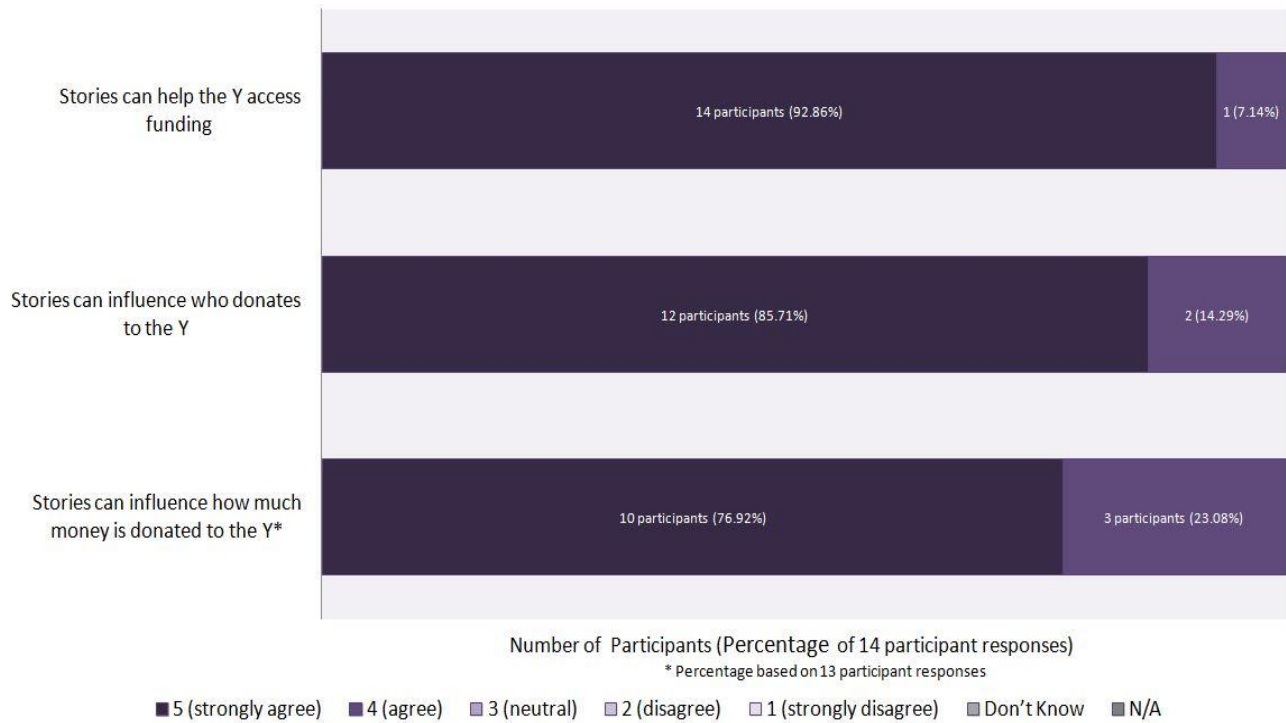 Stories can help the Y access
funding
14 participants (92.86%)
1 (7.14%)
Stories can influence who donates
to the Y
12 participants (85.71%)
2 (14.29%)
Stories can influence how much
money is donated to the Y*
10 participants (76.92%)
3 participants (23.08%)
Number of Participants (Percentage of 14 participant responses)
* Percentage based on 13 participant responses
5 (strongly agree) 4 (agree) 3 (neutral) 2 (disagree) 1 (strongly disagree) Don't Know N/A